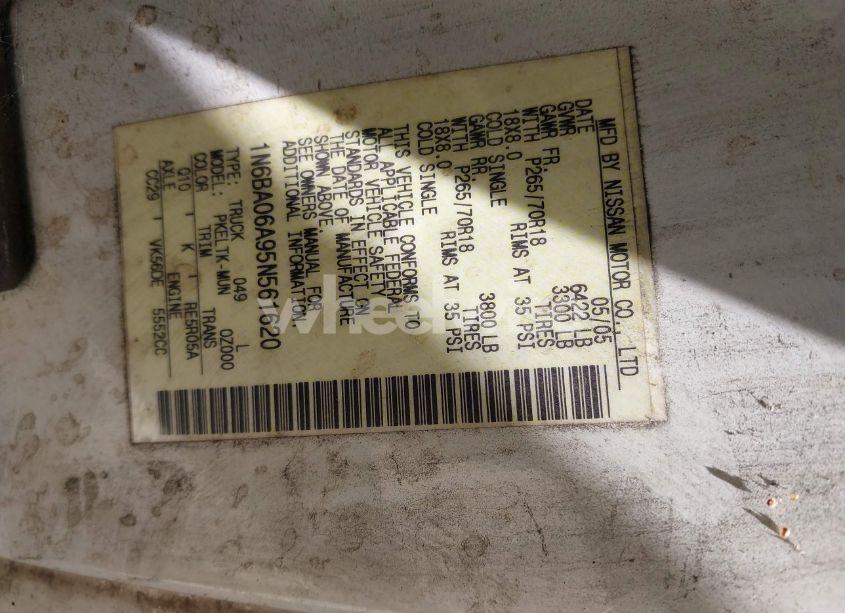 MFD BY NISSAN MOTOR CO., LTD
DATE 05/05
GVWR 6422 LB
GAWR FR. 3300 LB
WITH P265/70R18 TIRES
18X8.0 RIMS AT 35 PSI
COLD SINGLE
GAWR RR. 3800 LB
WITH P265/70R18 TIRES
18X8.0 RIMS AT 35 PSI
COLD SINGLE
THIS VEHICLE CONFORMS TO
ALL APPLICABLE FEDERAL
MOTOR VEHICLE SAFETY
STANDARDS IN EFFECT ON
THE DATE OF MANUFACTURE
SHOWN ABOVE.
SEE OWNERS MANUAL FOR
ADDITIONAL INFORMATION
1N6BA06A95N561620
TYPE: TRUCK 049 L
MODEL: PKELTK-MUN 0Z000
COLOR TRIM TRANS
K RE5R05A
AXLE ENGINE
CC29 VK56DE 5552CC